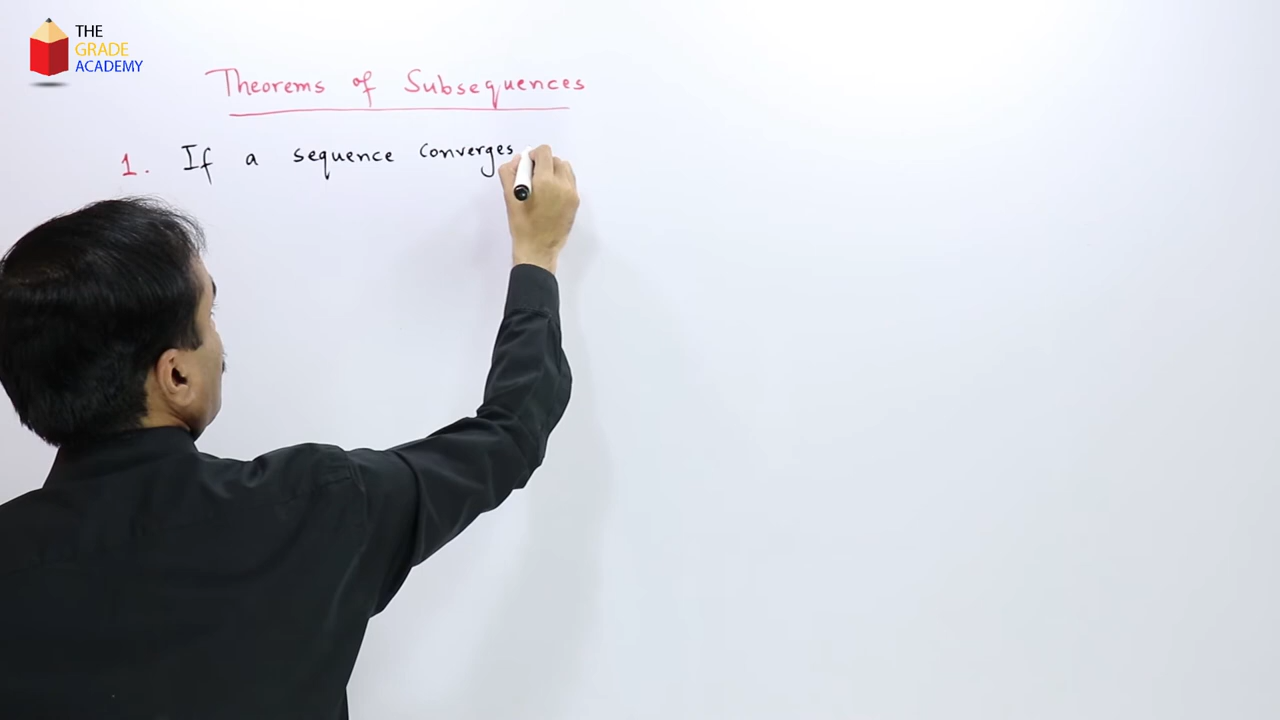 THE
GRADE
ACADEMY
Theorems of Subsequences
1. If a sequence converges